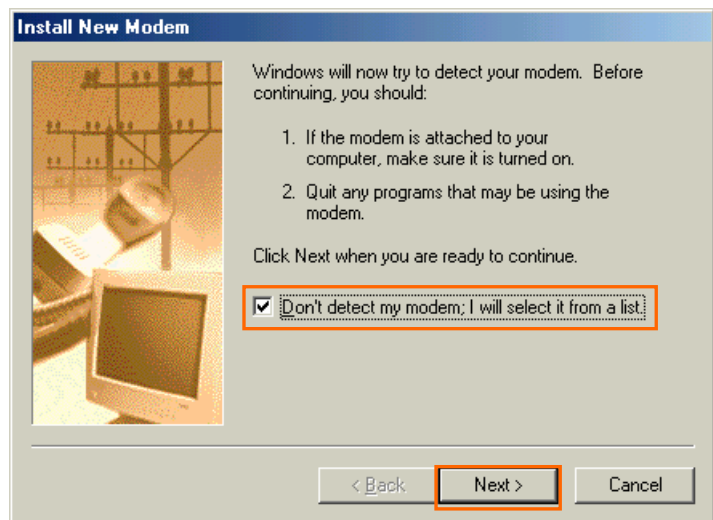 Install New Modem
Windows will now try to detect your modem. Before
continuing, you should:
1. If the modem is attached to your
computer, make sure it is turned on.
2. Quit any programs that may be using the
modem.
Click Next when you are ready to continue.
Don't detect my modem; I will select it from a list.
< Back
Next >
Cancel